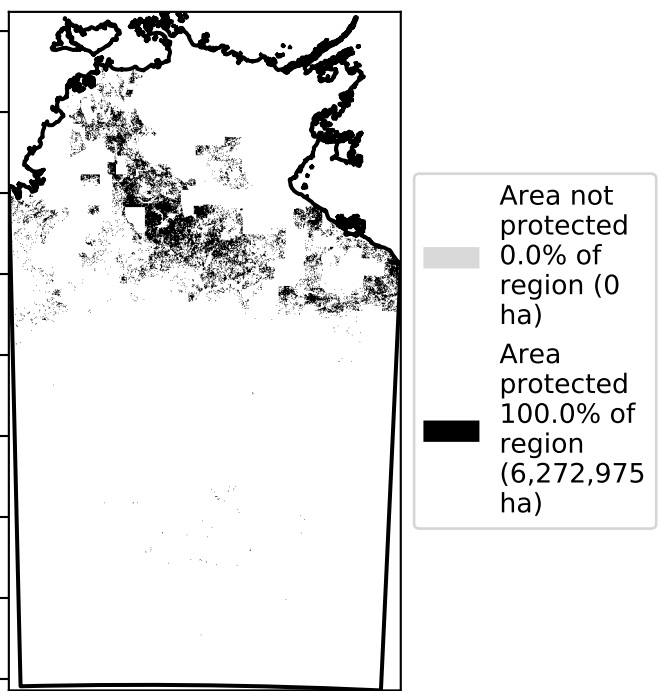 Area not
protected
0.0% of
region (0
ha)
Area
protected
100.0% of
region
(6,272,975
ha)